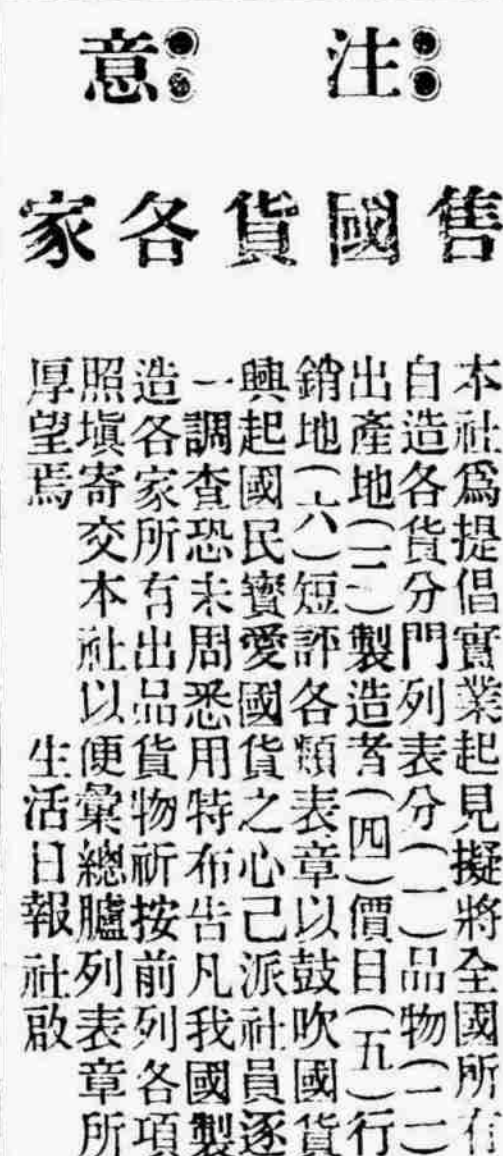 注意
售國貨各家
本社爲提倡實業起見擬將全國所有
自造各貨分門列表分(一)品物(二)
出產地(三)製造者(四)價目(五)行
銷地(六)短評各類表章以鼓吹國貨
興起國民寳愛國貨之心己派社員逐
一調查恐未周悉用特布告凡我國製
造各家所有出品貨物祈按前列各項
照塡寄交本社以便彙總臚列表章所
厚望焉　生活日報社啟